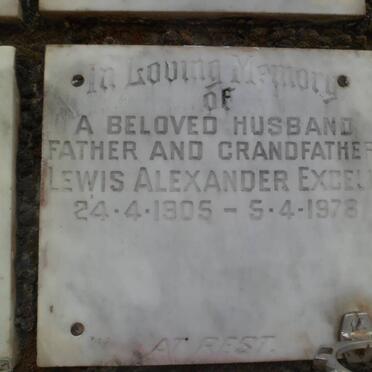 In Loving Memory
of
A BELOVED HUSBAND
FATHER AND GRANDFATHER
LEWIS ALEXANDER EXCELL
24·4·1905 – 5·4·1978
AT REST.